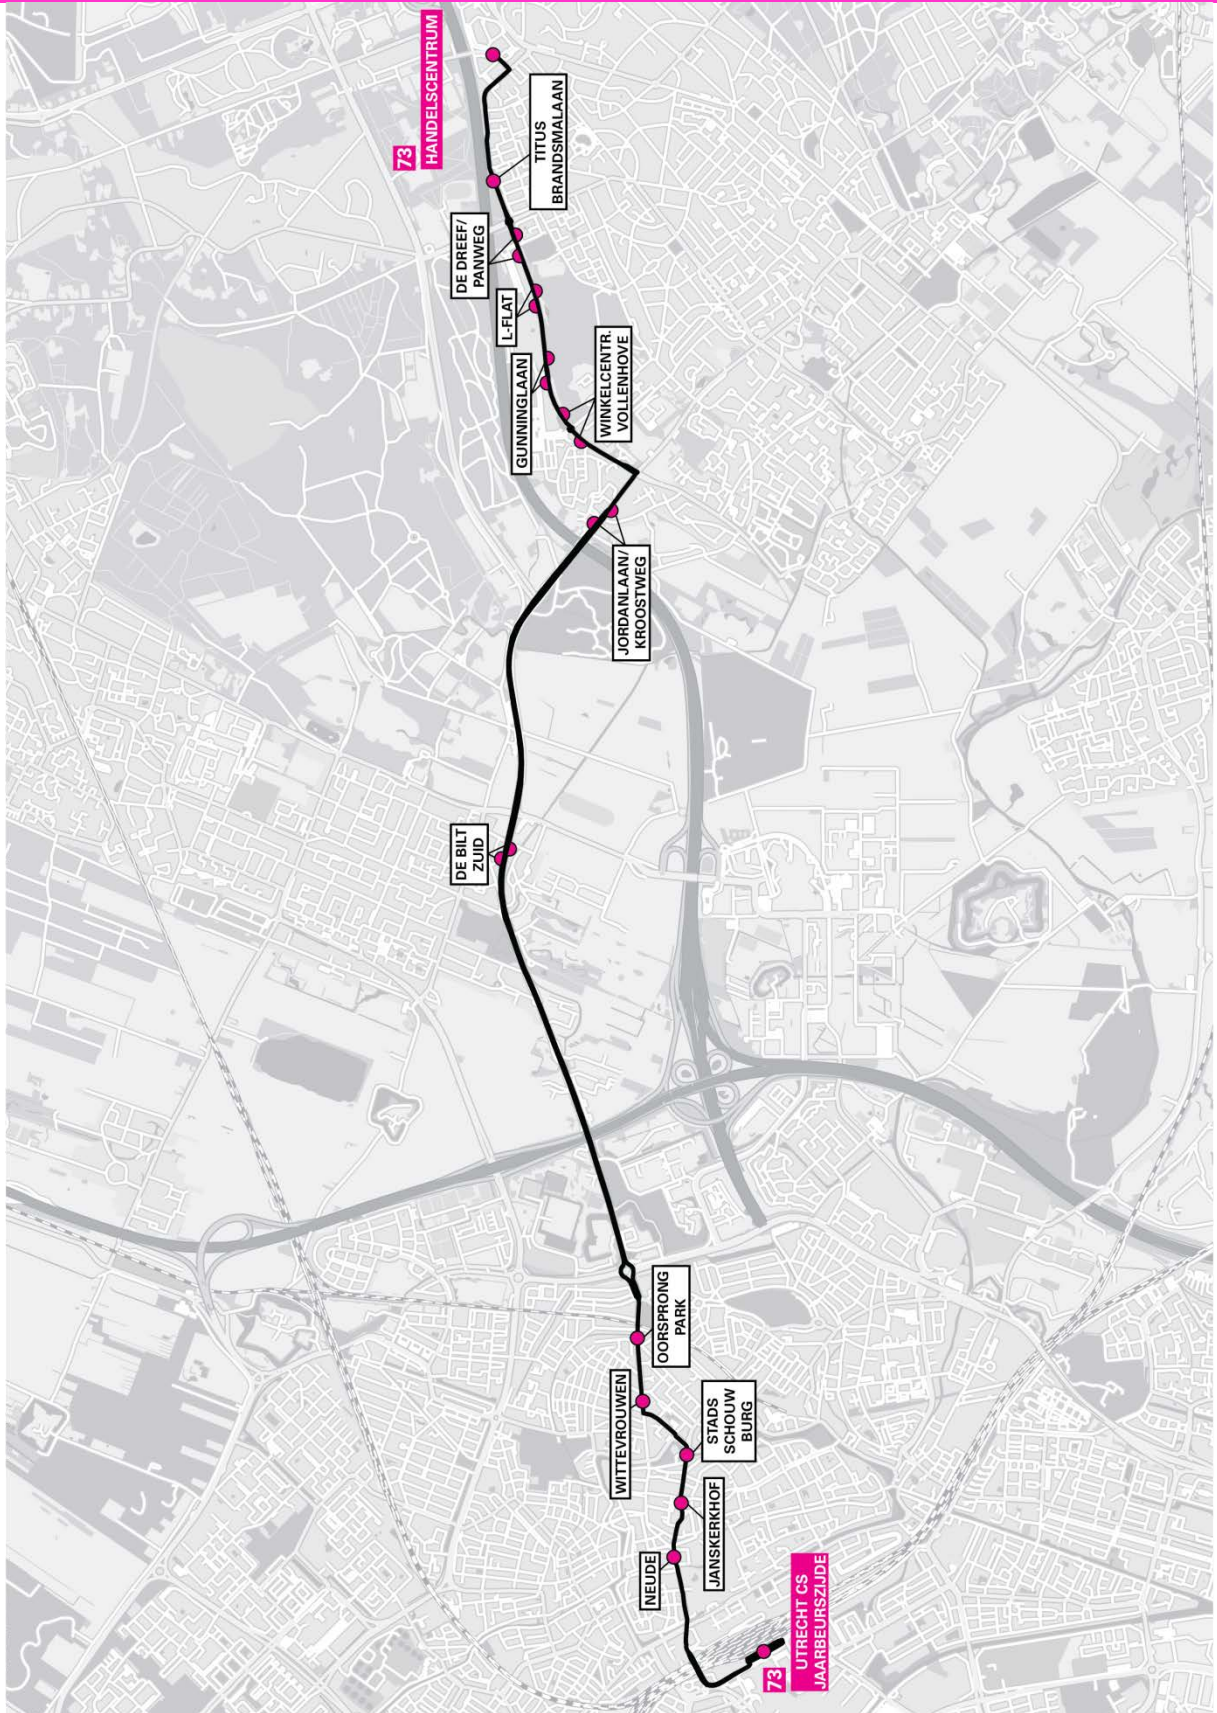 73
HANDELSCENTRUM
TITUS
BRANDSMALAAN
DE DREEF/
PANWEG
L-FLAT
GUNNINGLAAN
WINKELCENTR.
VOLLENHOVE
JORDANLAAN/
KROOSTWEG
DE BILT
ZUID
OORSPRONG
PARK
WITTEVROUWEN
STADS
SCHOUW
BURG
JANSKERKHOF
NEUDE
73
UTRECHT CS
JAARBEURSZIJDE